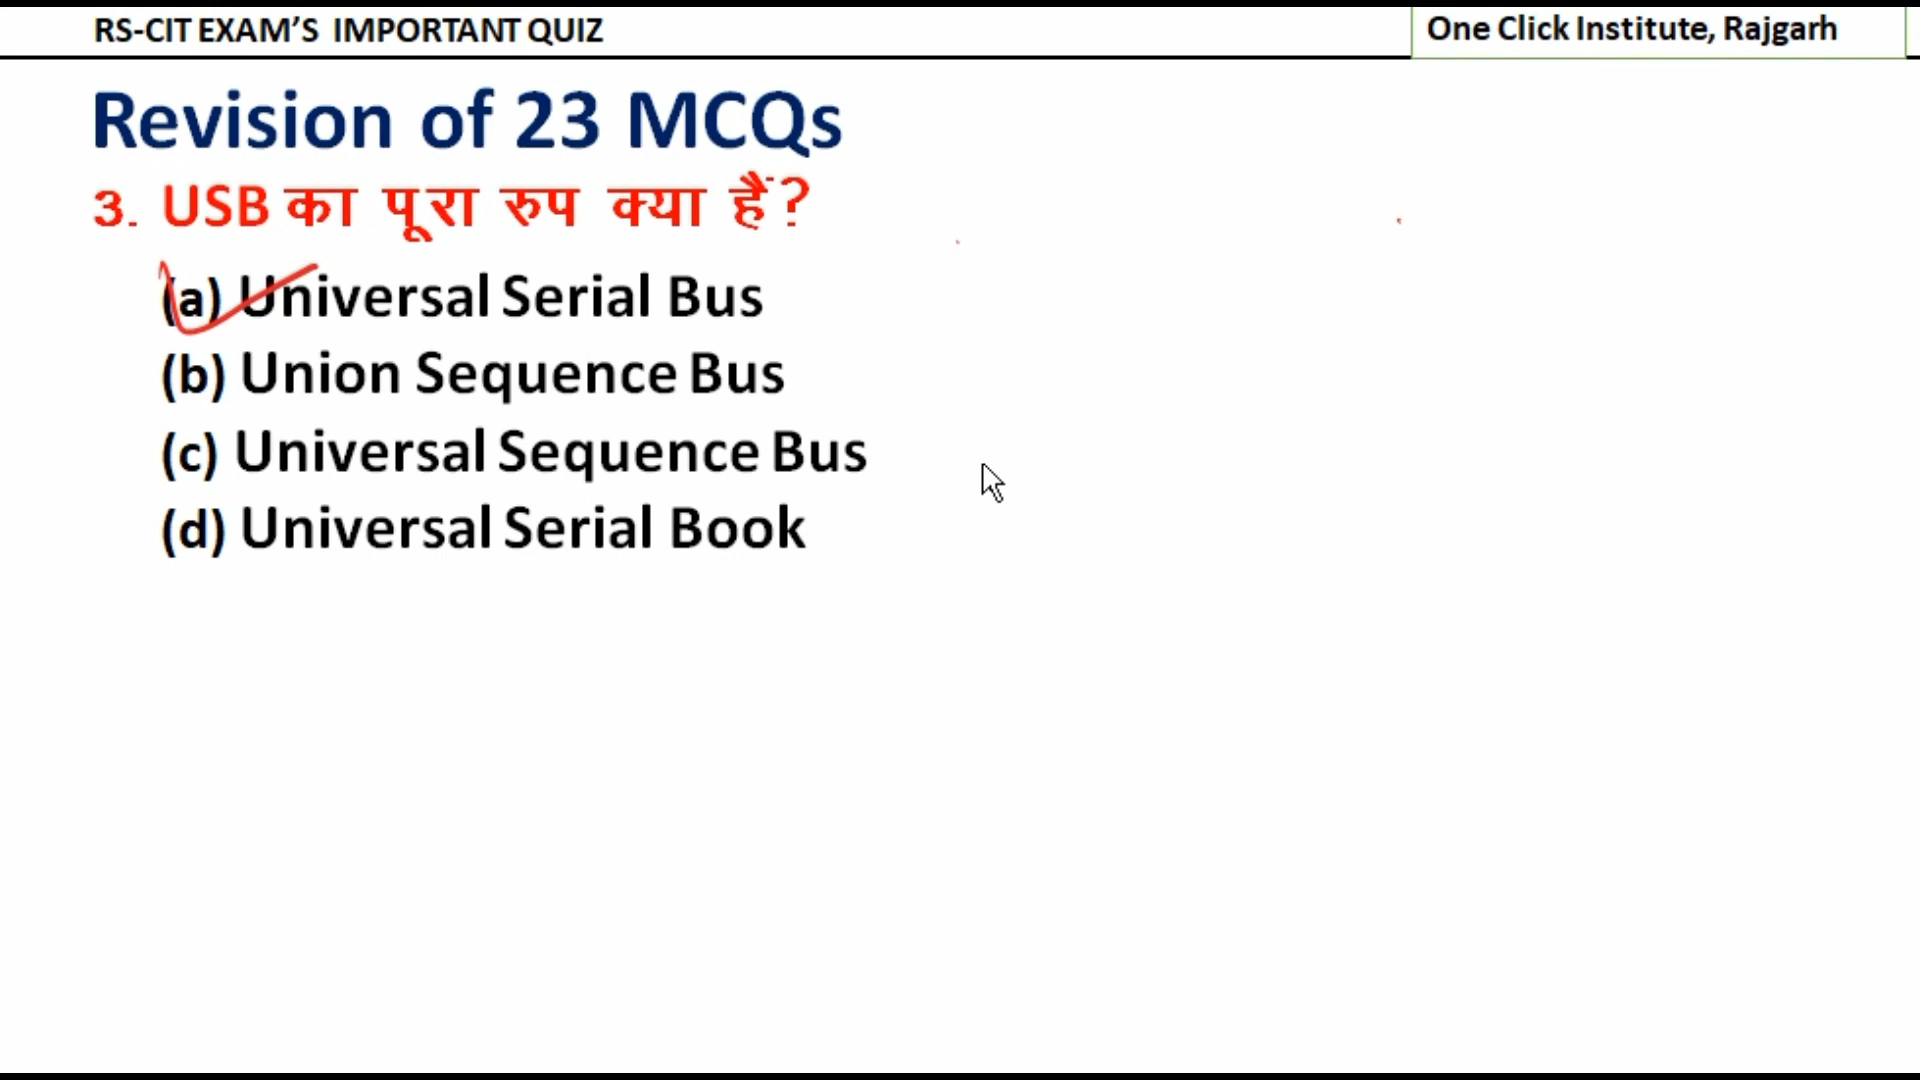 RS-CIT EXAM’S IMPORTANT QUIZ
One Click Institute, Rajgarh
Revision of 23 MCQs
3. USB का पूरा रुप क्या हैं?
(a) Universal Serial Bus
(b) Union Sequence Bus
(c) Universal Sequence Bus
(d) Universal Serial Book